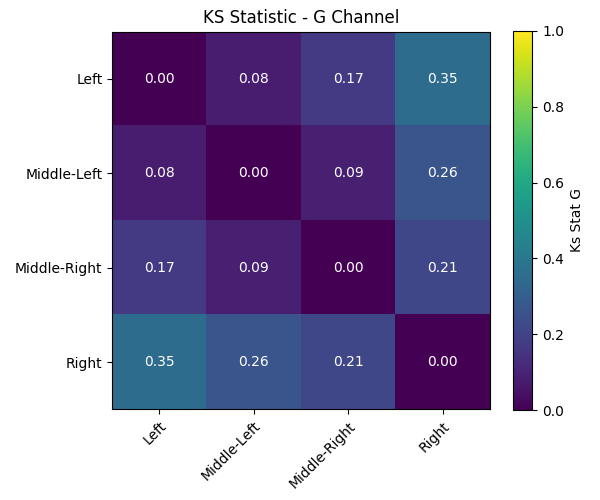 KS Statistic - G Channel
Left 0.00 0.08 0.17 0.35
Middle-Left 0.08 0.00 0.09 0.26
Middle-Right 0.17 0.09 0.00 0.21
Right 0.35 0.26 0.21 0.00
Left Middle-Left Middle-Right Right
1.0
0.8
0.6
0.4
0.2
0.0
Ks Stat G